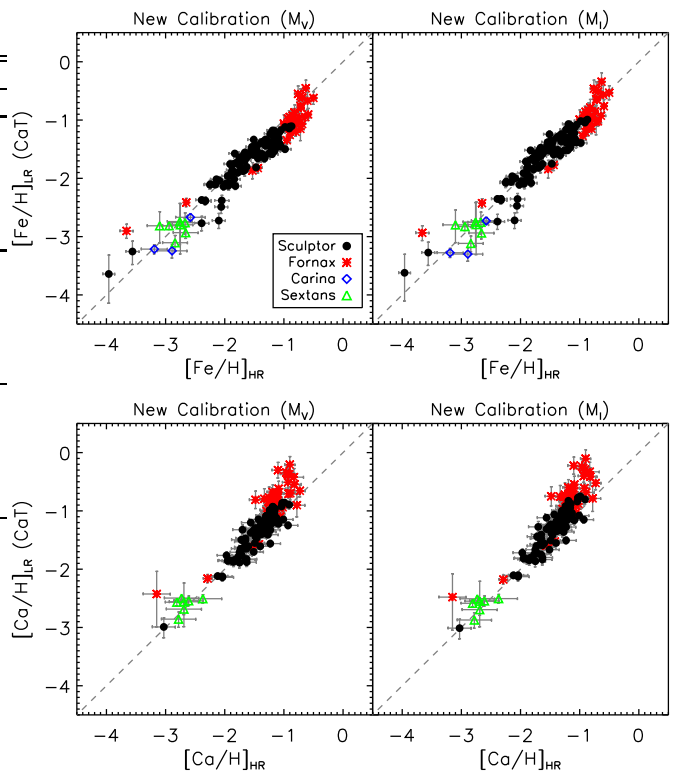 New Calibration (M_V)
New Calibration (M_I)
[Fe/H]_LR (CaT)
0
−1
−2
−3
−4
Sculptor
Fornax
Carina
Sextans
−4 −3 −2 −1 0
−4 −3 −2 −1 0
[Fe/H]_HR
[Fe/H]_HR
New Calibration (M_V)
New Calibration (M_I)
[Ca/H]_LR (CaT)
0
−1
−2
−3
−4
−4 −3 −2 −1 0
−4 −3 −2 −1 0
[Ca/H]_HR
[Ca/H]_HR